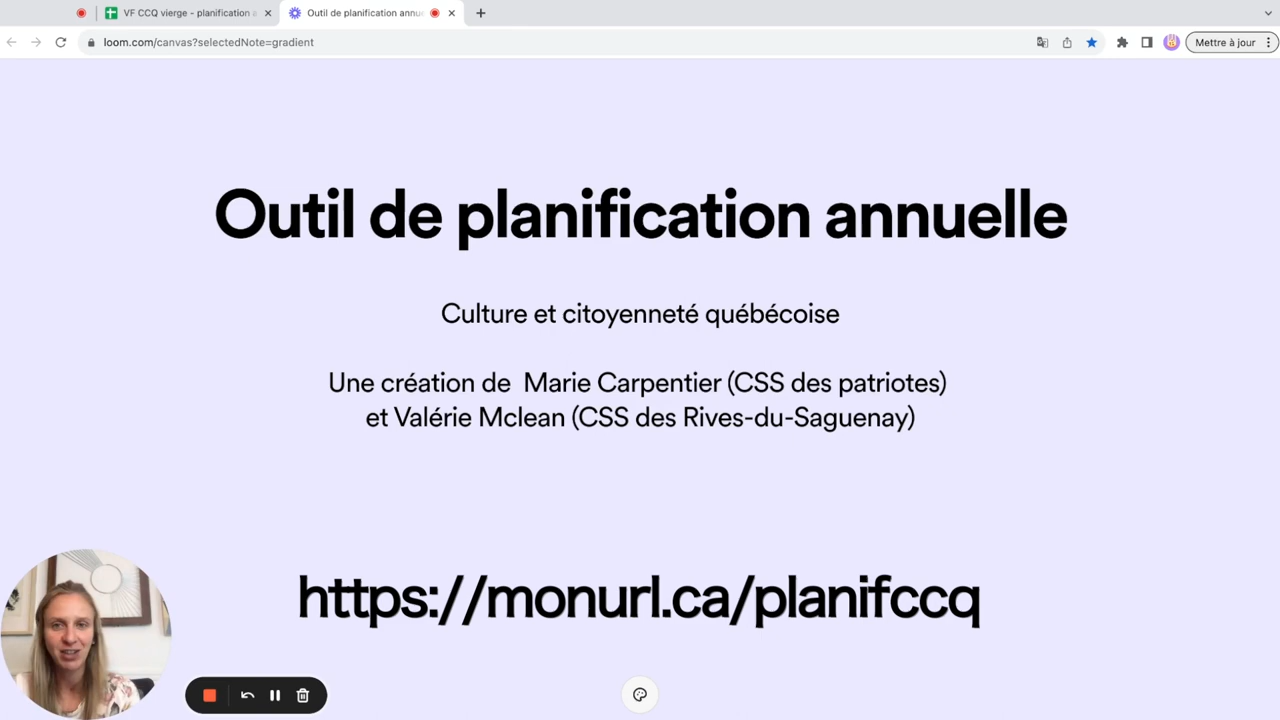 VF CCQ vierge - planification a
Outil de planification annue
loom.com/canvas?selectedNote=gradient
Mettre à jour
Outil de planification annuelle
Culture et citoyenneté québécoise
Une création de Marie Carpentier (CSS des patriotes)
et Valérie Mclean (CSS des Rives-du-Saguenay)
https://monurl.ca/planifccq